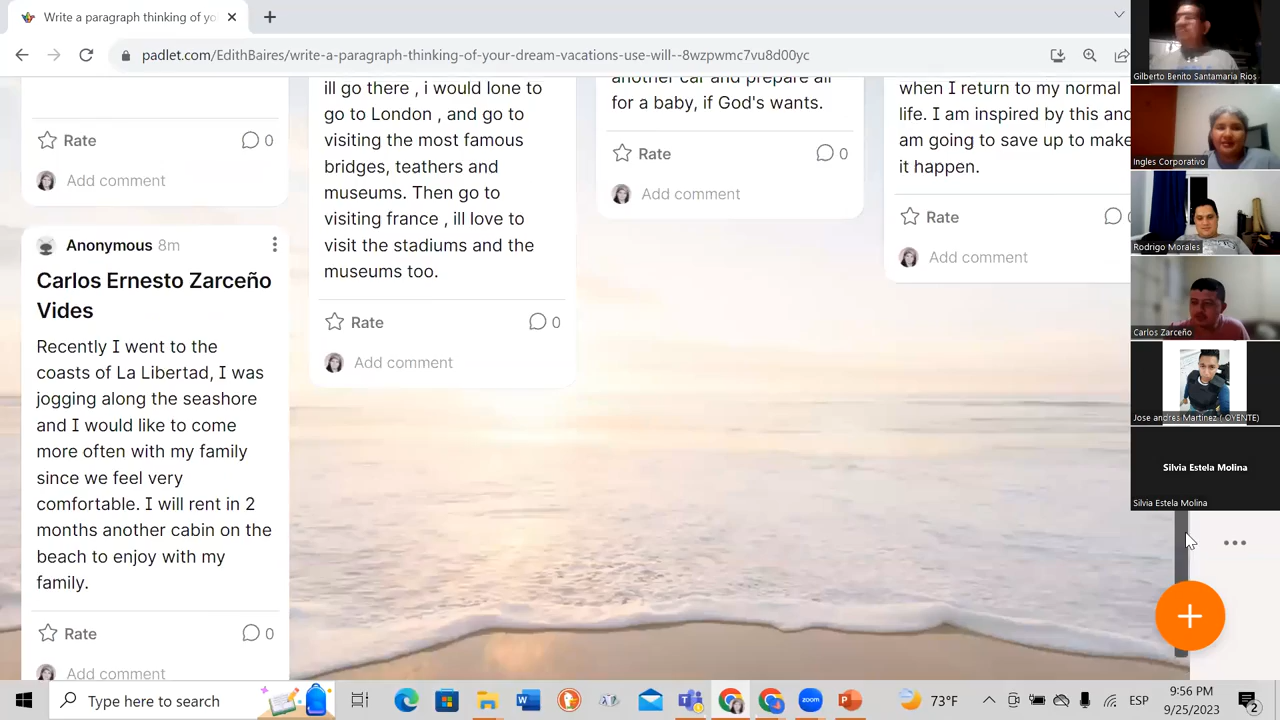 Write a paragraph thinking of yo
padlet.com/EdithBaires/write-a-paragraph-thinking-of-your-dream-vacations-use-will--8wzpwmc7vu8d00yc
Rate
0
Add comment
Anonymous 8m
Carlos Ernesto Zarceño
Vides
Recently I went to the
coasts of La Libertad, I was
jogging along the seashore
and I would like to come
more often with my family
since we feel very
comfortable. I will rent in 2
months another cabin on the
beach to enjoy with my
family.
Rate
0
Add comment
ill go there , i would lone to
go to London , and go to
visiting the most famous
bridges, teathers and
museums. Then go to
visiting france , ill love to
visit the stadiums and the
museums too.
Rate
0
Add comment
another car and prepare all
for a baby, if God's wants.
Rate
0
Add comment
when I return to my normal
life. I am inspired by this and
am going to save up to make
it happen.
Rate
Add comment
Gilberto Benito Santamaria Rios
Ingles Corporativo
Rodrigo Morales
Carlos Zarceño
Jose andres Martinez ( OYENTE)
Silvia Estela Molina
Silvia Estela Molina
Type here to search
73°F
ESP
9:56 PM
9/25/2023
2